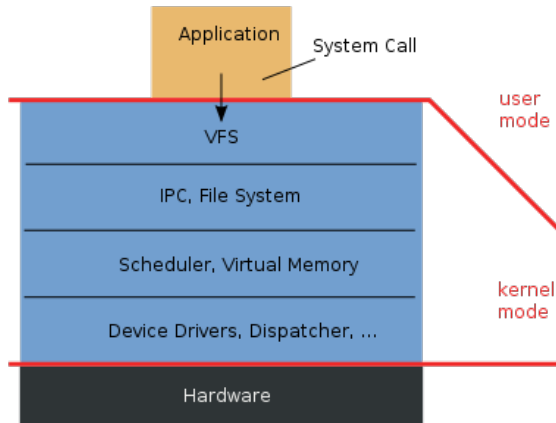 Application
System Call
user
mode
VFS
IPC, File System
Scheduler, Virtual Memory
kernel
mode
Device Drivers, Dispatcher, ...
Hardware